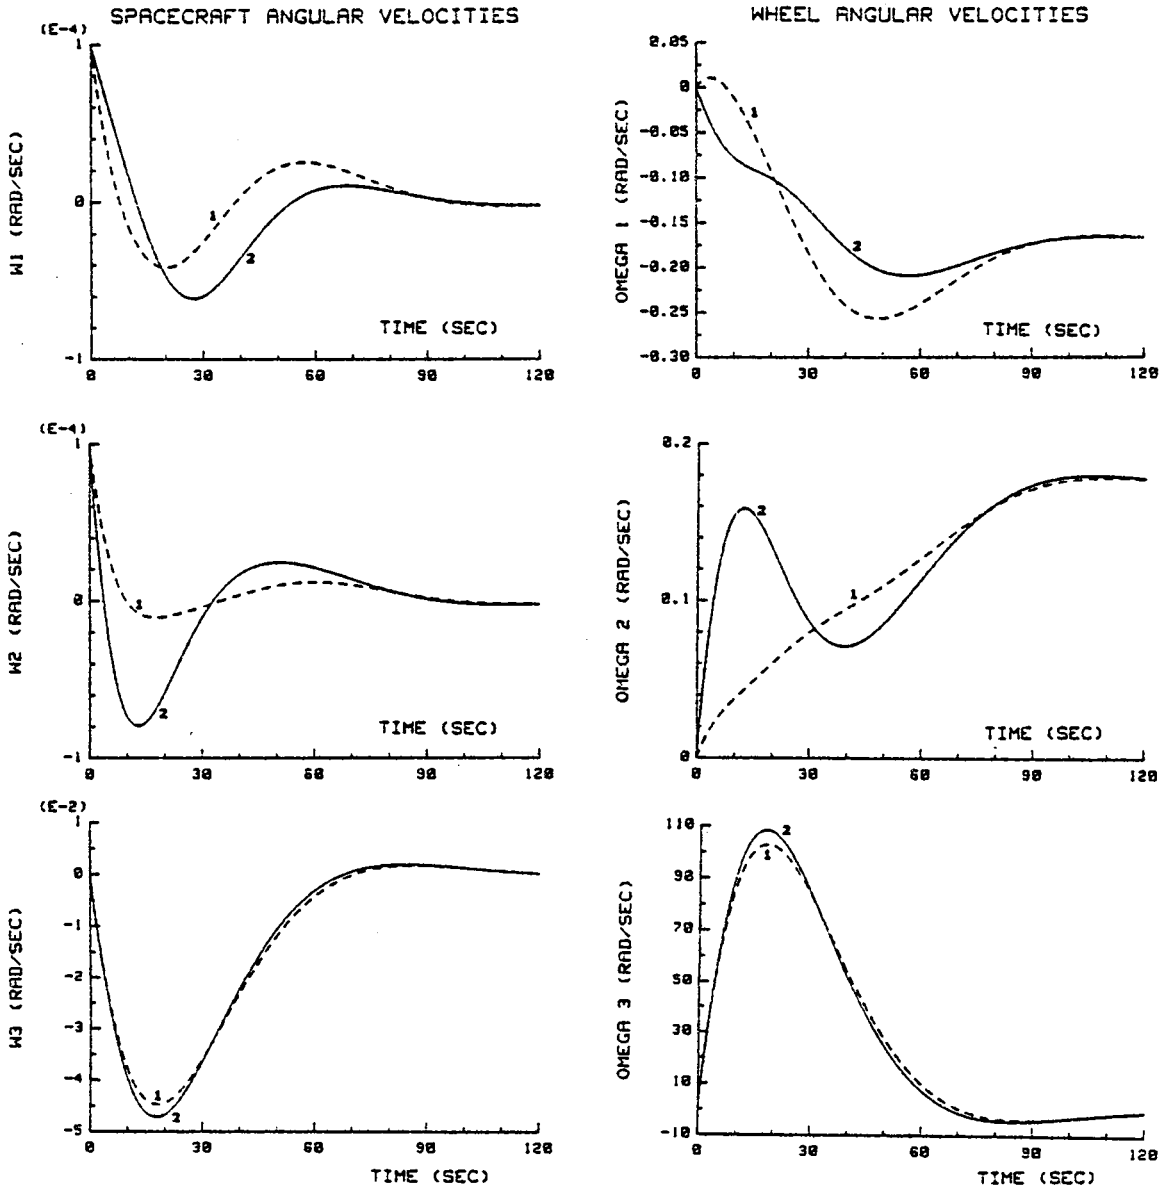 SPACECRAFT ANGULAR VELOCITIES
(E-4)
1
0
-1
W1 (RAD/SEC)
1
2
TIME (SEC)
0 30 60 90 120
WHEEL ANGULAR VELOCITIES
0.05
0
-0.05
-0.10
-0.15
-0.20
-0.25
-0.30
OMEGA 1 (RAD/SEC)
1
2
TIME (SEC)
0 30 60 90 120
(E-4)
1
0
-1
W2 (RAD/SEC)
1
2
TIME (SEC)
0 30 60 90 120
0.2
0.1
0
OMEGA 2 (RAD/SEC)
2
1
TIME (SEC)
0 30 60 90 120
(E-2)
1
0
-1
-2
-3
-4
-5
W3 (RAD/SEC)
1
2
0 30 60 90 120
TIME (SEC)
110
90
70
50
30
10
-10
OMEGA 3 (RAD/SEC)
2
1
0 30 60 90 120
TIME (SEC)